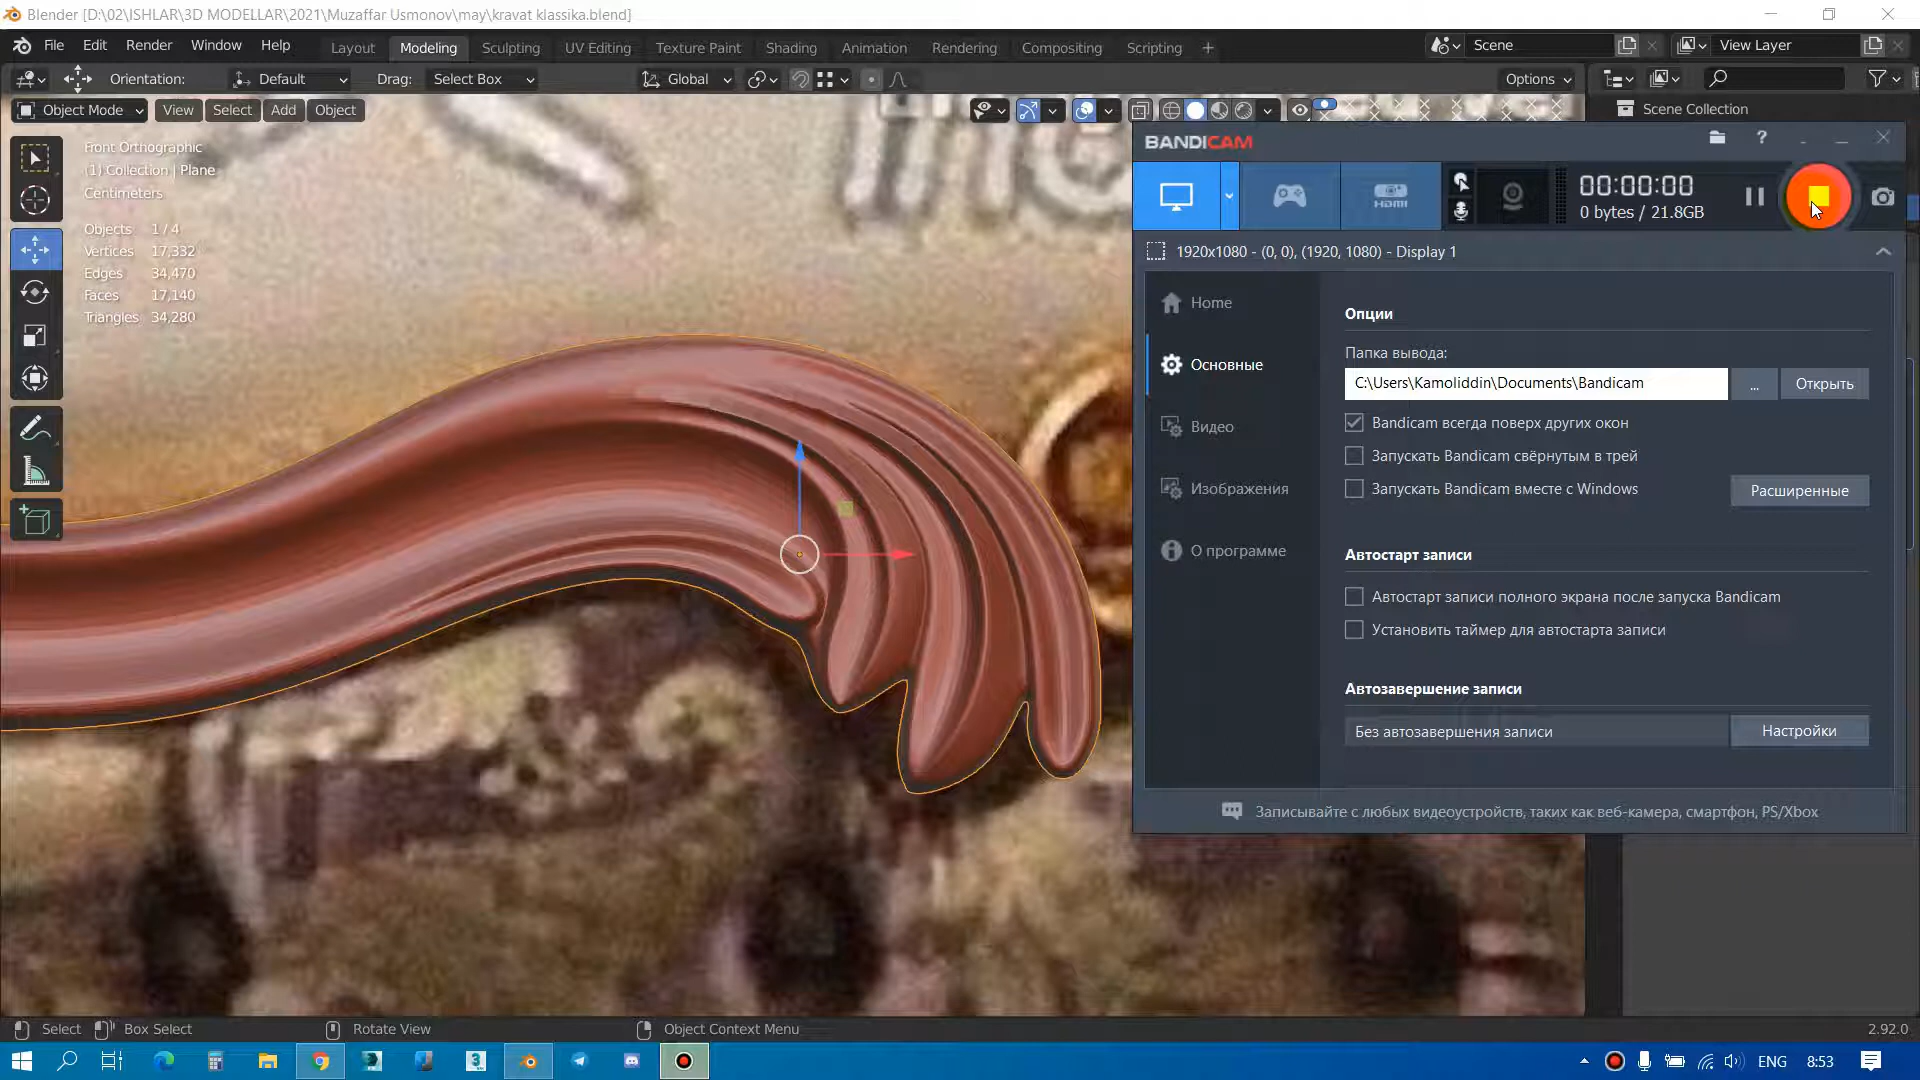 Blender [D:\02\ISHLAR\3D MODELLAR\2021\Muzaffar Usmonov\may\kravat klassika.blend]
File Edit Render Window Help
Layout Modeling Sculpting UV Editing Texture Paint Shading Animation Rendering Compositing Scripting +
Scene
View Layer
Orientation: Default Drag: Select Box
Global
Options
Object Mode View Select Add Object
Scene Collection
Front Orthographic
(1) Collection | Plane
Centimeters
Objects 1 / 4
Vertices 17,332
Edges 34,470
Faces 17,140
Triangles 34,280
BANDICAM
?
HDMI
00:00:00
0 bytes / 21.8GB
1920x1080 - (0, 0), (1920, 1080) - Display 1
Home
Основные
Видео
Изображения
О программе
Опции
Папка вывода:
C:\Users\Kamoliddin\Documents\Bandicam
...
Открыть
Bandicam всегда поверх других окон
Запускать Bandicam свёрнутым в трей
Запускать Bandicam вместе с Windows
Расширенные
Автостарт записи
Автостарт записи полного экрана после запуска Bandicam
Установить таймер для автостарта записи
Автозавершение записи
Без автозавершения записи
Настройки
Записывайте с любых видеоустройств, таких как веб-камера, смартфон, PS/Xbox
Select Box Select Rotate View Object Context Menu
2.92.0
ENG 8:53